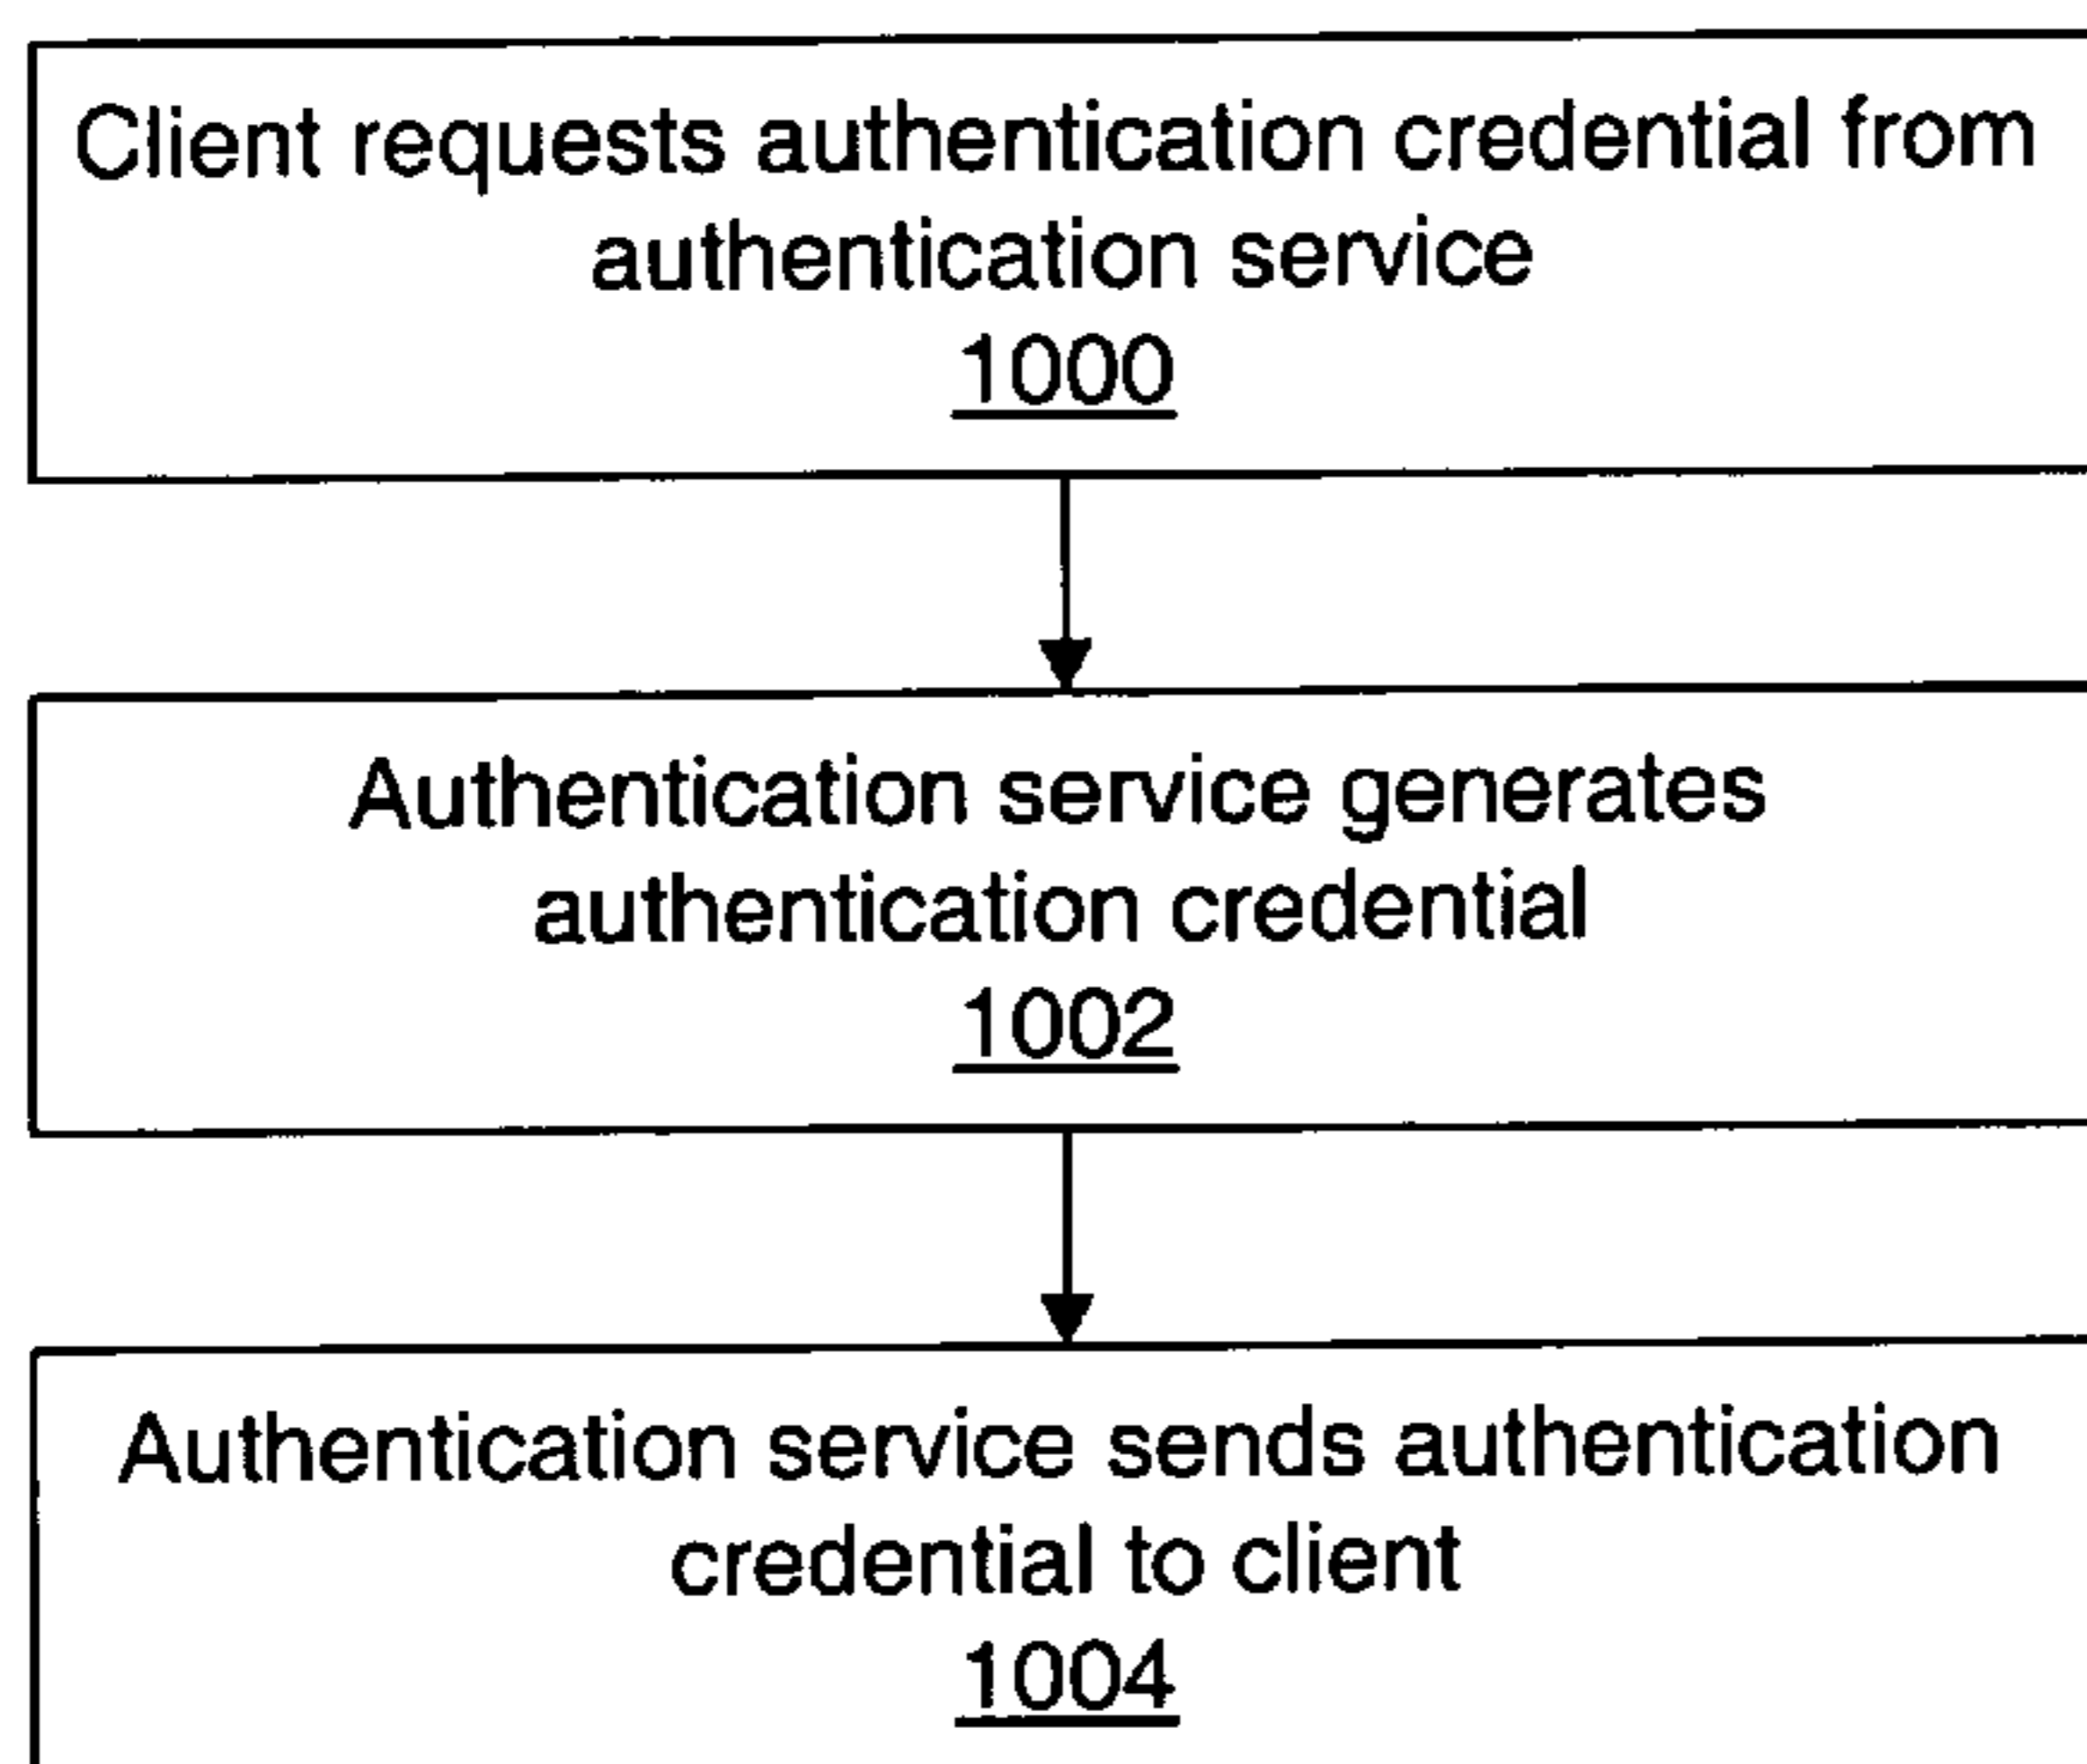 Client requests authentication credential from
authentication service
1000
Authentication service generates
authentication credential
1002
Authentication service sends authentication
credential to client
1004